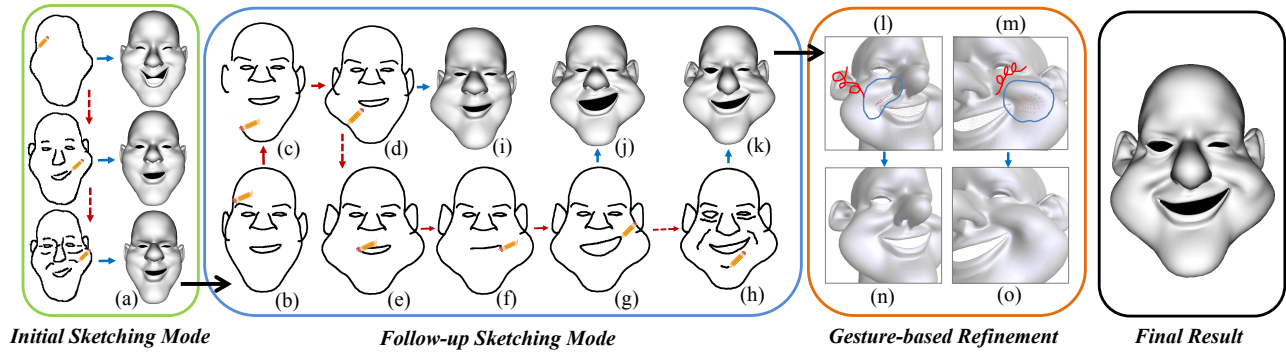 (l)
(m)
(c)
(d)
(i)
(j)
(k)
(a)
(b)
(e)
(f)
(g)
(h)
(n)
(o)
Initial Sketching Mode
Follow-up Sketching Mode
Gesture-based Refinement
Final Result